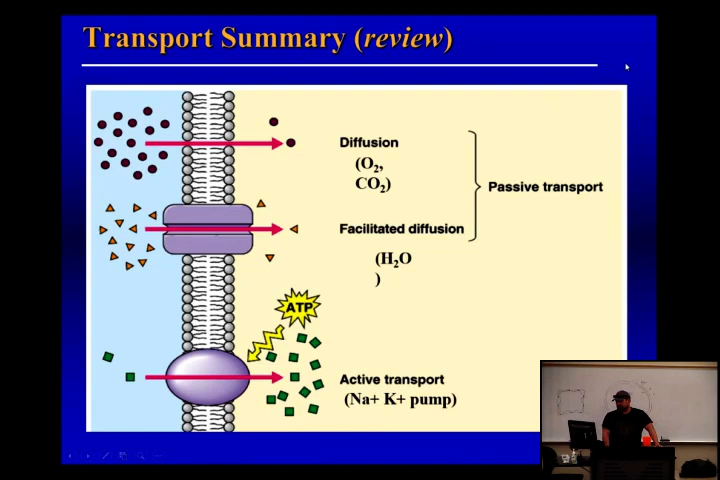 Transport Summary (review)
Diffusion
(O₂,
CO₂)
Passive transport
Facilitated diffusion
(H₂O
)
ATP
Active transport
(Na+ K+ pump)